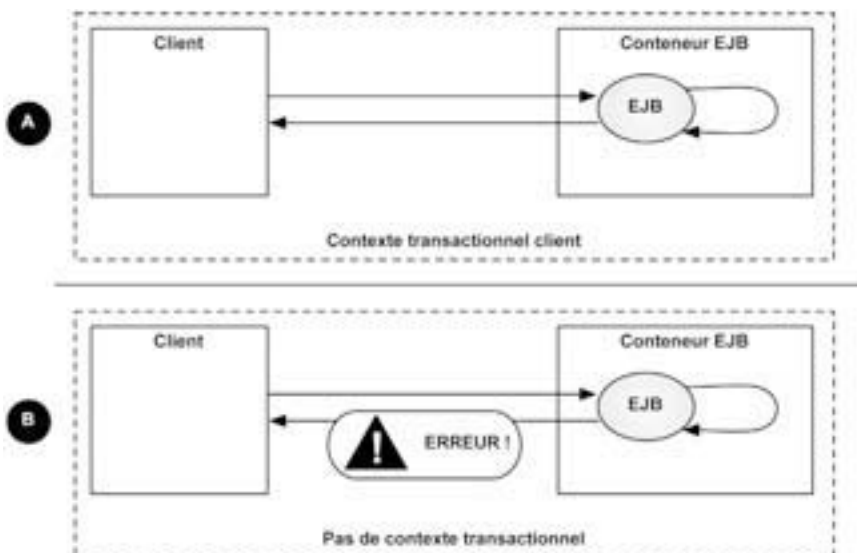 Client
Conteneur EJB
A
EJB
Contexte transactionnel client
Client
Conteneur EJB
B
EJB
ERREUR !
Pas de contexte transactionnel